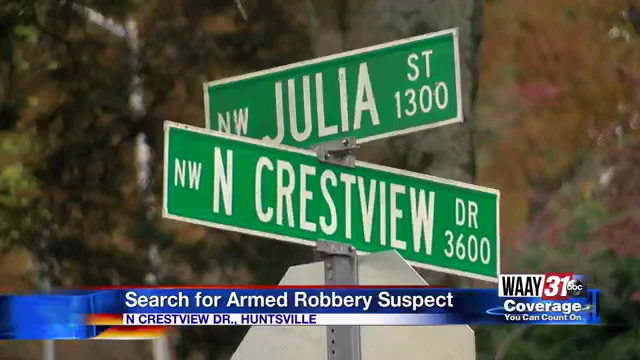 NW JULIA ST 1300
NW N CRESTVIEW DR 3600
Search for Armed Robbery Suspect
N CRESTVIEW DR., HUNTSVILLE
WAAY 31 abc
Coverage
You Can Count On